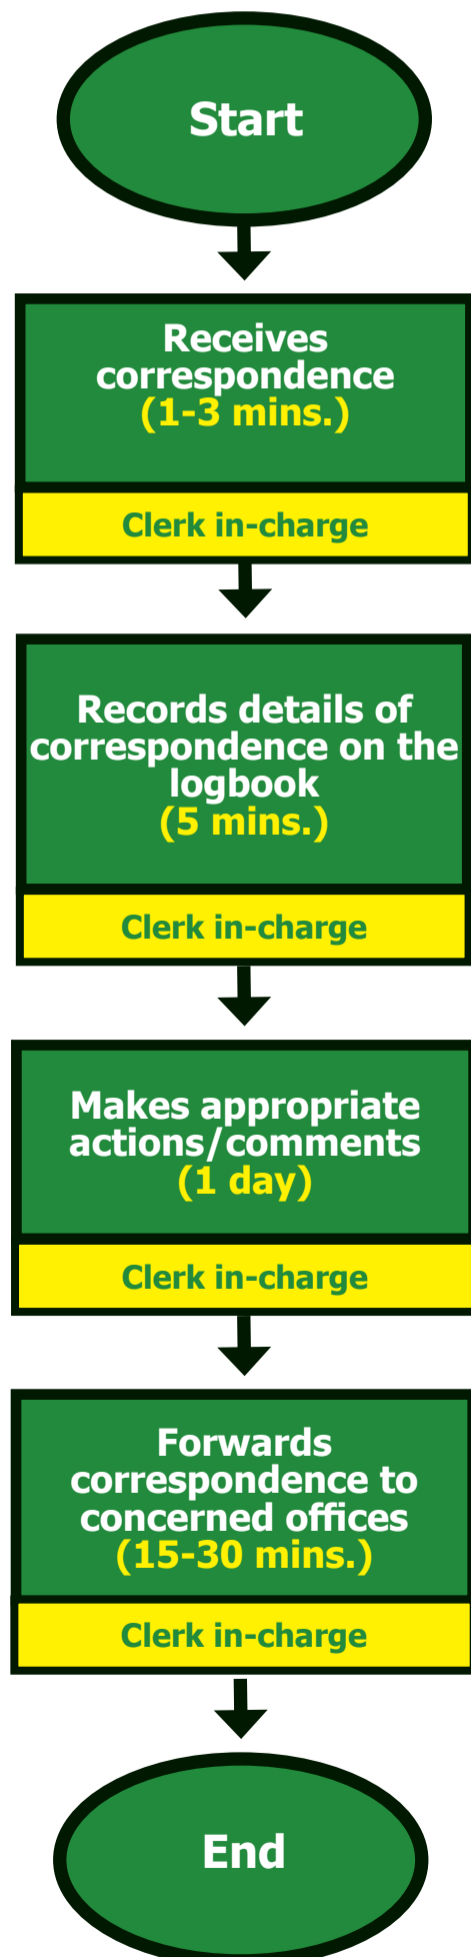 Start
Receives
correspondence
(1-3 mins.)
Clerk in-charge
Records details of
correspondence on the
logbook
(5 mins.)
Clerk in-charge
Makes appropriate
actions/comments
(1 day)
Clerk in-charge
Forwards
correspondence to
concerned offices
(15-30 mins.)
Clerk in-charge
End